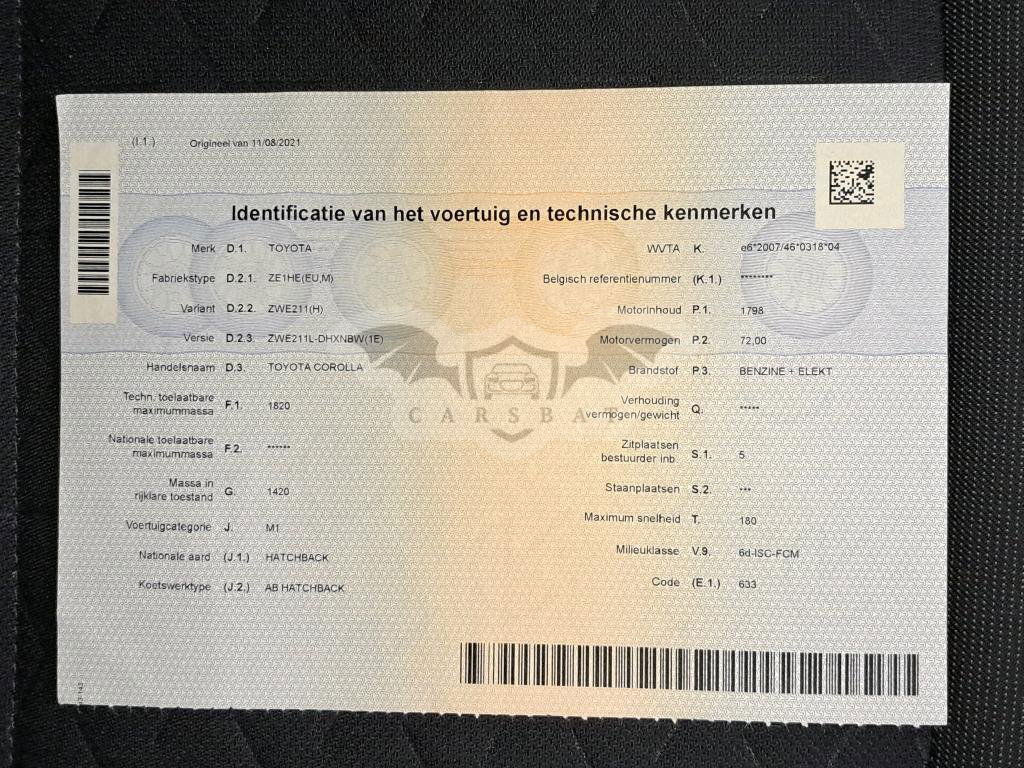 (I.1.) Origineel van 11/08/2021
Identificatie van het voertuig en technische kenmerken
Merk D.1. TOYOTA
Fabriekstype D.2.1. ZE1HE(EU,M)
Variant D.2.2. ZWE211(H)
Versie D.2.3. ZWE211L-DHXNBW(1E)
Handelsnaam D.3. TOYOTA COROLLA
Techn. toelaatbare
maximummassa F.1. 1820
Nationale toelaatbare
maximummassa F.2. ******
Massa in
rijklare toestand G. 1420
Voertuigcategorie J. M1
Nationale aard (J.1.) HATCHBACK
Koetswerktype (J.2.) AB HATCHBACK
WVTA K. e6*2007/46*0318*04
Belgisch referentienummer (K.1.) ********
Motorinhoud P.1. 1798
Motorvermogen P.2. 72,00
Brandstof P.3. BENZINE + ELEKT
Verhouding
vermogen/gewicht Q. *****
Zitplaatsen
bestuurder inb. S.1. 5
Staanplaatsen S.2. ***
Maximum snelheid T. 180
Milieuklasse V.9. 6d-ISC-FCM
Code (E.1.) 633
CARSBAT